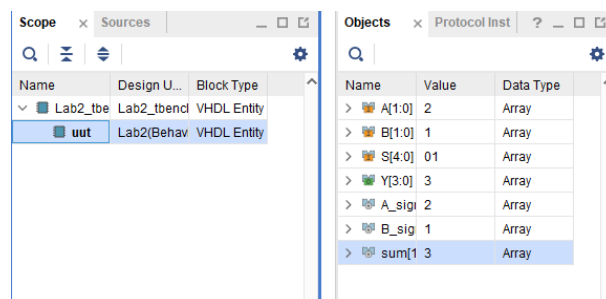 Scope × Sources
Name Design U... Block Type
Lab2_tbe Lab2_tbencl VHDL Entity
uut Lab2(Behav VHDL Entity
Objects × Protocol Inst ?
Name Value Data Type
A[1:0] 2 Array
B[1:0] 1 Array
S[4:0] 01 Array
Y[3:0] 3 Array
A_sig 2 Array
B_sig 1 Array
sum[1 3 Array